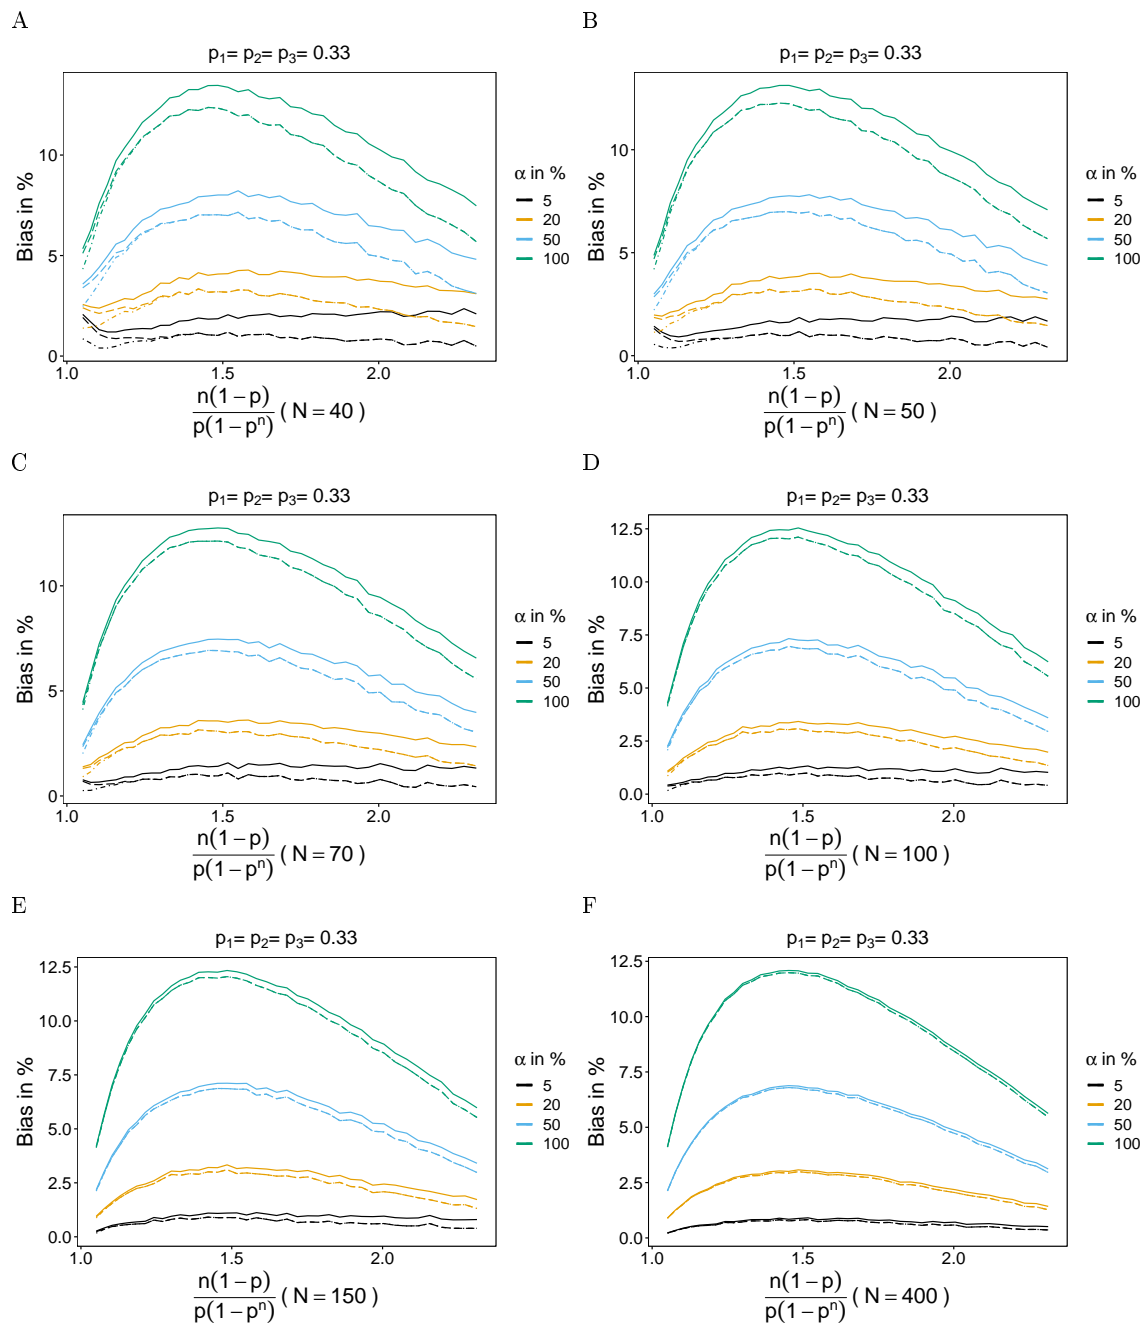 A
p1= p2= p3= 0.33
Bias in %
10
5
0
1.0 1.5 2.0
n(1−p)
p(1−pⁿ) ( N = 40 )
α in %
5
20
50
100
B
p1= p2= p3= 0.33
Bias in %
10
5
0
1.0 1.5 2.0
n(1−p)
p(1−pⁿ) ( N = 50 )
α in %
5
20
50
100
C
p1= p2= p3= 0.33
Bias in %
10
5
0
1.0 1.5 2.0
n(1−p)
p(1−pⁿ) ( N = 70 )
α in %
5
20
50
100
D
p1= p2= p3= 0.33
Bias in %
12.5
10.0
7.5
5.0
2.5
0.0
1.0 1.5 2.0
n(1−p)
p(1−pⁿ) ( N = 100 )
α in %
5
20
50
100
E
p1= p2= p3= 0.33
Bias in %
12.5
10.0
7.5
5.0
2.5
0.0
1.0 1.5 2.0
n(1−p)
p(1−pⁿ) ( N = 150 )
α in %
5
20
50
100
F
p1= p2= p3= 0.33
Bias in %
12.5
10.0
7.5
5.0
2.5
0.0
1.0 1.5 2.0
n(1−p)
p(1−pⁿ) ( N = 400 )
α in %
5
20
50
100